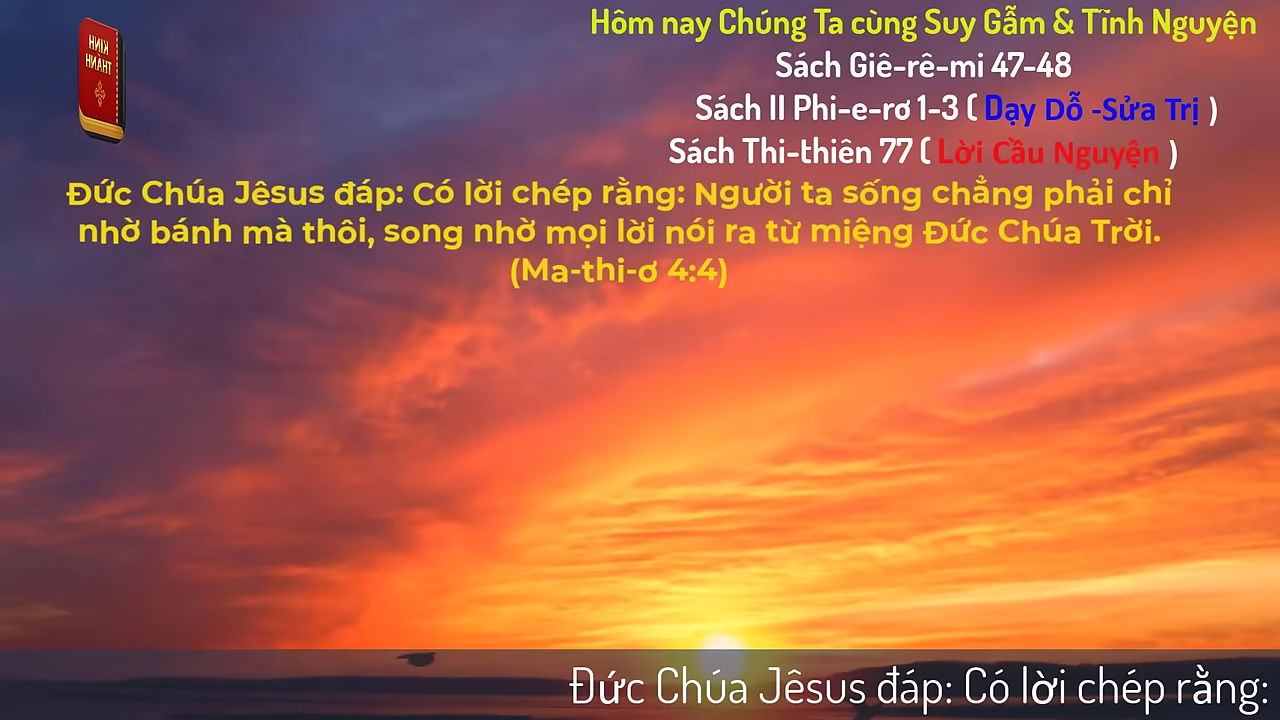 KINH
THÁNH
Hôm nay Chúng Ta cùng Suy Gẫm & Tĩnh Nguyện
Sách Giê-rê-mi 47-48
Sách II Phi-e-rơ 1-3 ( Dạy Dỗ -Sửa Trị )
Sách Thi-thiên 77 ( Lời Cầu Nguyện )
Đức Chúa Jêsus đáp: Có lời chép rằng: Người ta sống chẳng phải chỉ
nhờ bánh mà thôi, song nhờ mọi lời nói ra từ miệng Đức Chúa Trời.
(Ma-thi-ơ 4:4)
Đức Chúa Jêsus đáp: Có lời chép rằng: